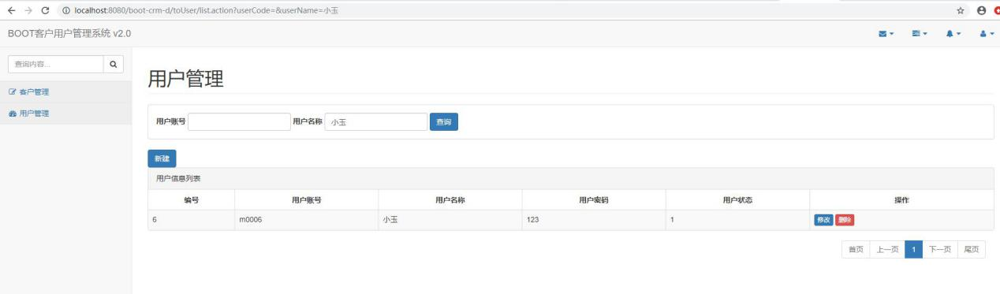 localhost:8080/boot-crm-d/toUser/list.action?userCode=&userName=小玉
BOOT客户用户管理系统 v2.0
查询内容...
客户管理
用户管理
用户管理
用户账号 用户名称 小玉 查询
新建
用户信息列表
编号 用户账号 用户名称 用户密码 用户状态 操作
6 m0006 小玉 123 1 修改 删除
首页 上一页 1 下一页 尾页